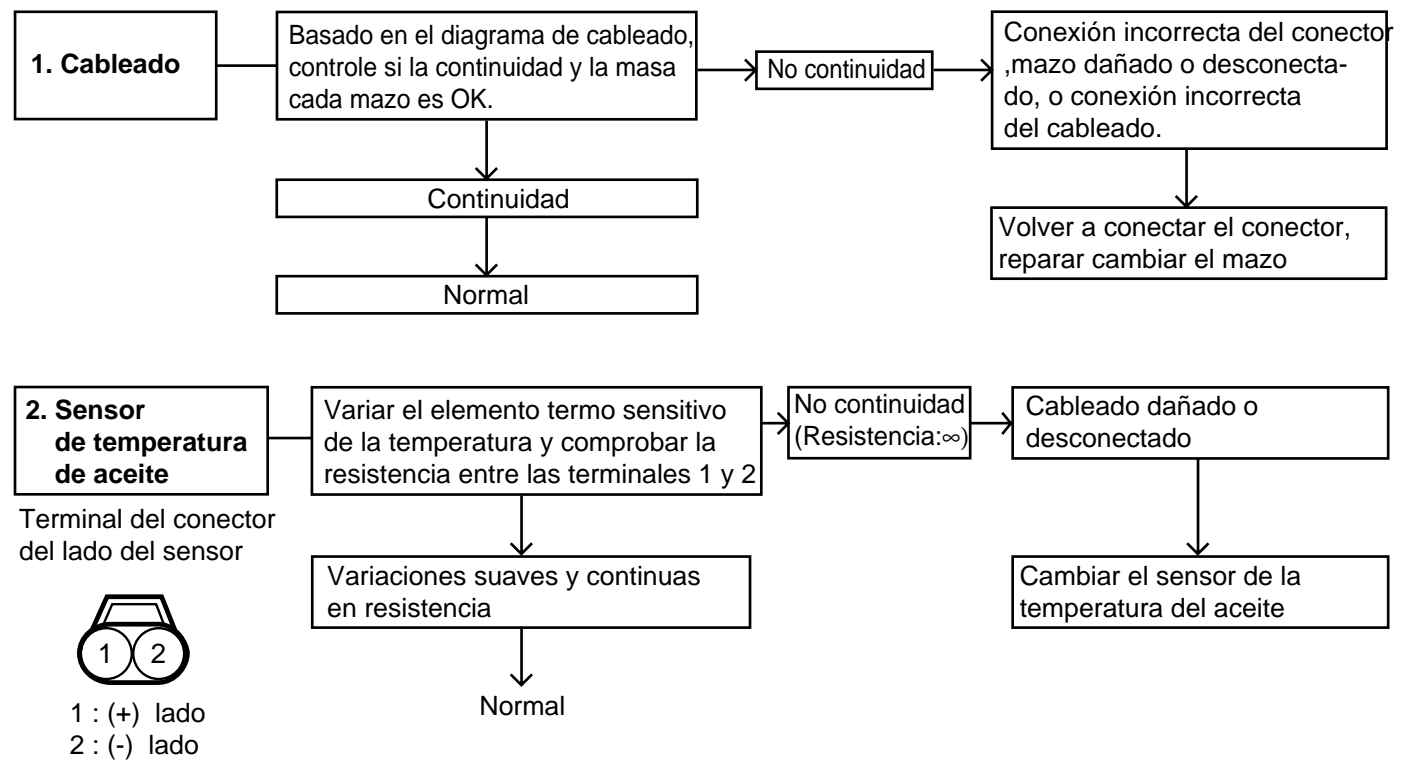 1. Cableado
Basado en el diagrama de cableado,
controle si la continuidad y la masa
cada mazo es OK.
No continuidad
Conexión incorrecta del conector
,mazo dañado o desconecta-
do, o conexión incorrecta
del cableado.
Continuidad
Normal
Volver a conectar el conector,
reparar cambiar el mazo
2. Sensor
de temperatura
de aceite
Variar el elemento termo sensitivo
de la temperatura y comprobar la
resistencia entre las terminales 1 y 2
No continuidad
(Resistencia:∞)
Cableado dañado o
desconectado
Terminal del conector
del lado del sensor
Variaciones suaves y continuas
en resistencia
Cambiar el sensor de la
temperatura del aceite
1 2
Normal
1 : (+) lado
2 : (-) lado